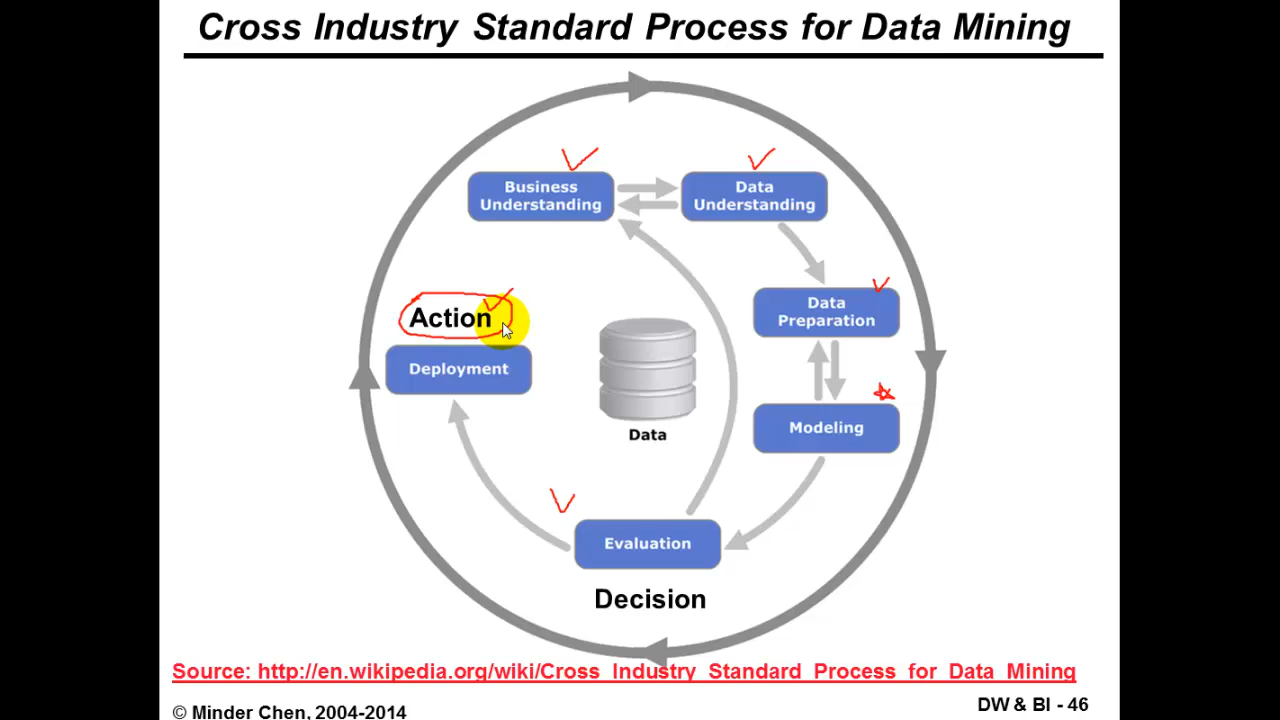 Cross Industry Standard Process for Data Mining
Business
Understanding
Data
Understanding
Action
Data
Preparation
Deployment
Modeling
Data
Evaluation
Decision
Source: http://en.wikipedia.org/wiki/Cross_Industry_Standard_Process_for_Data_Mining
© Minder Chen, 2004-2014
DW & BI - 46